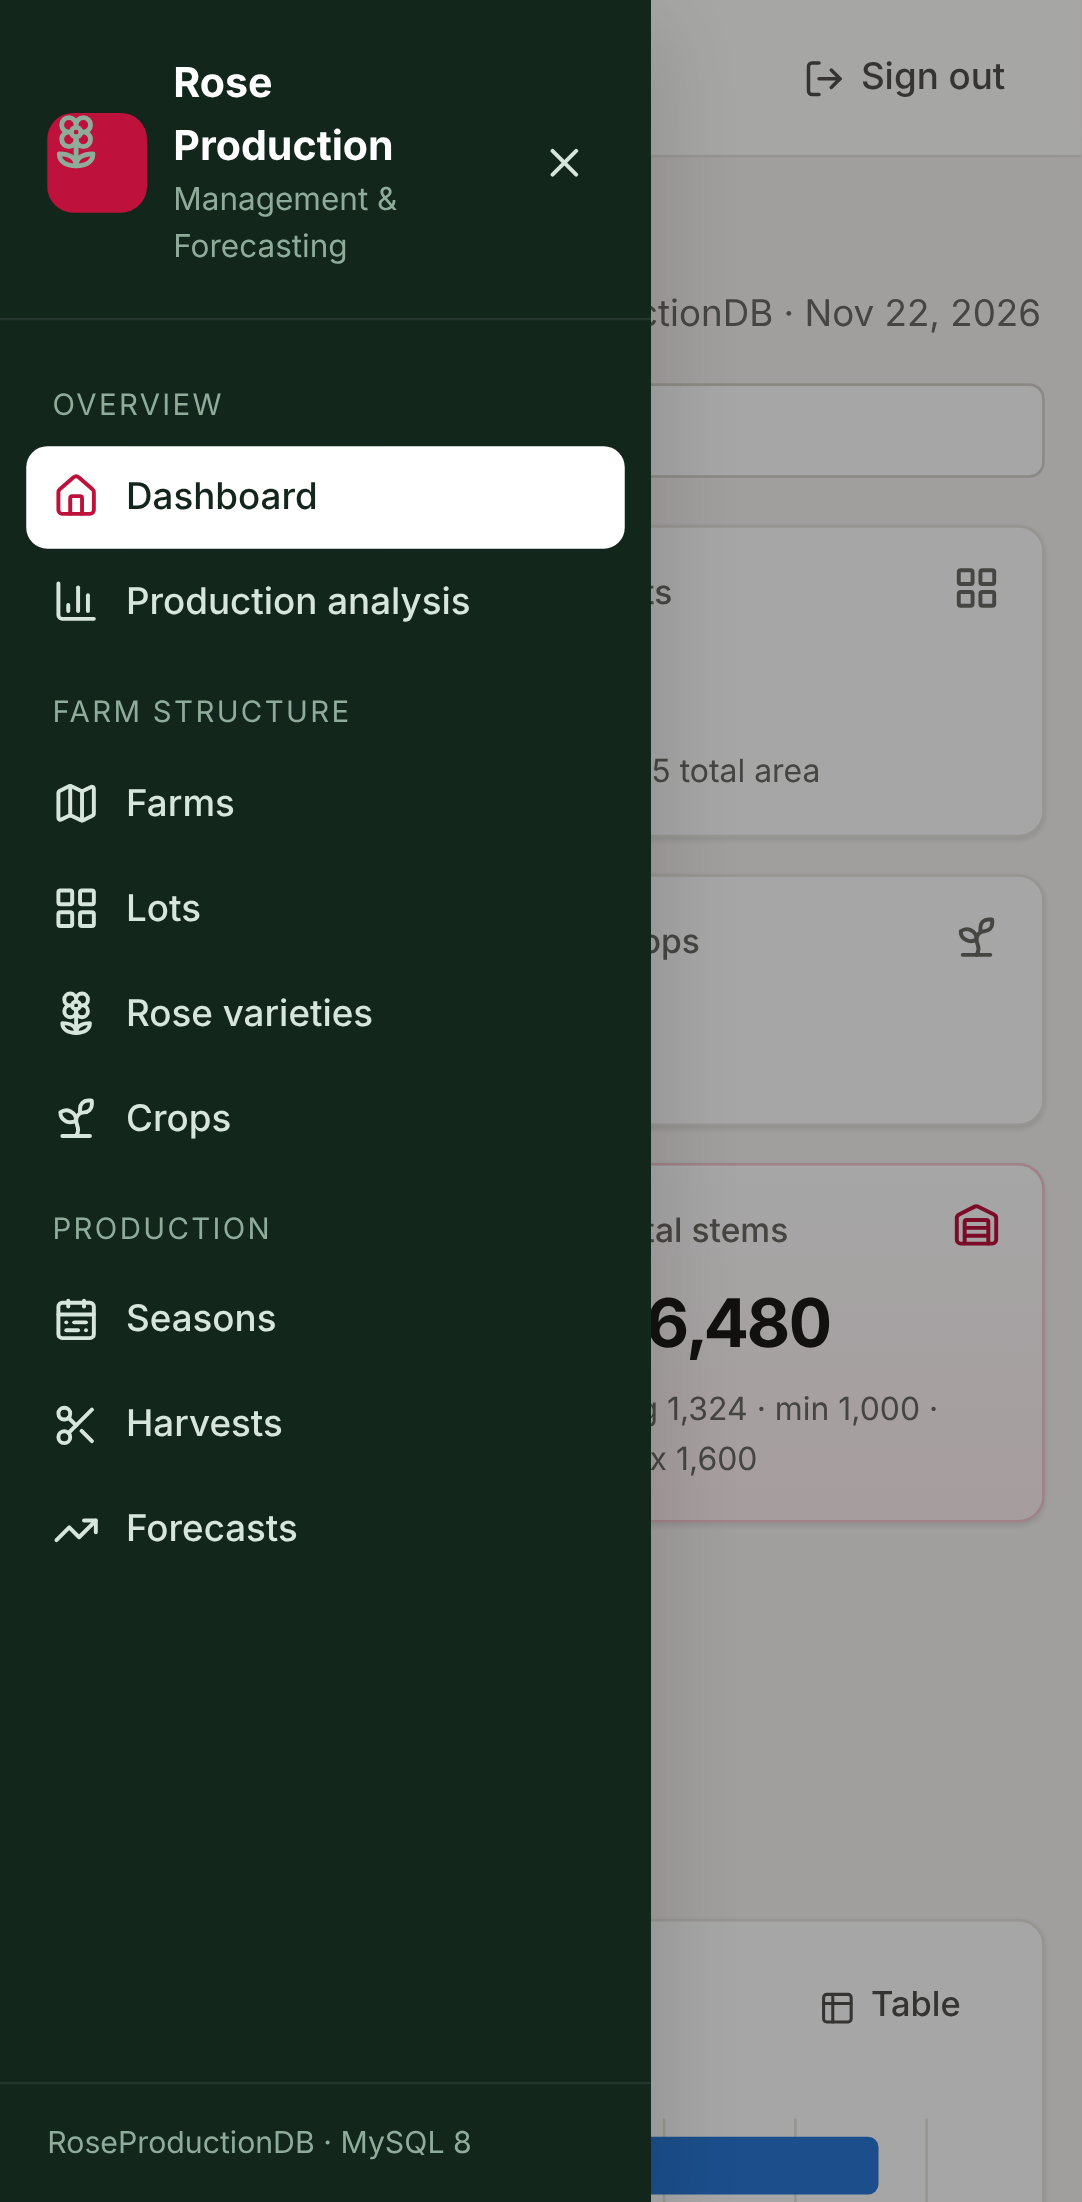 Rose
Production
Management &
Forecasting
OVERVIEW
Dashboard
Production analysis
FARM STRUCTURE
Farms
Lots
Rose varieties
Crops
PRODUCTION
Seasons
Harvests
Forecasts
RoseProductionDB · MySQL 8
Sign out
ctionDB · Nov 22, 2026
ts
5 total area
ops
tal stems
6,480
g 1,324 · min 1,000 ·
x 1,600
Table